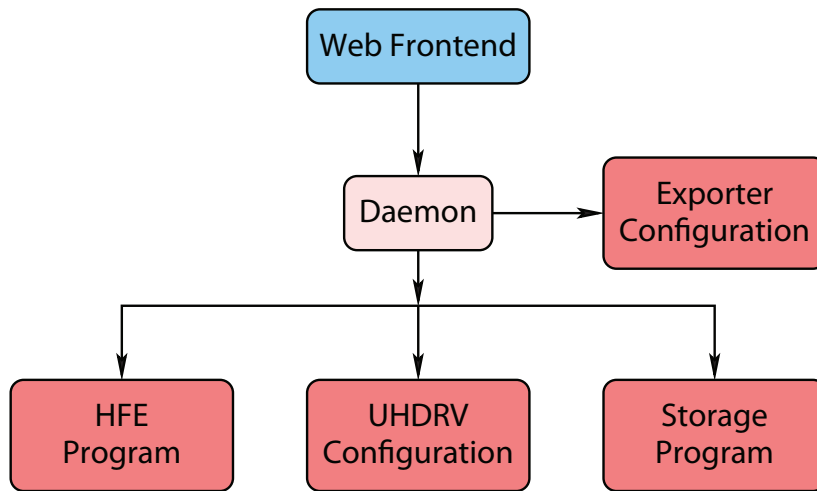 Web Frontend
Daemon
Exporter
Configuration
HFE
Program
UHDRV
Configuration
Storage
Program